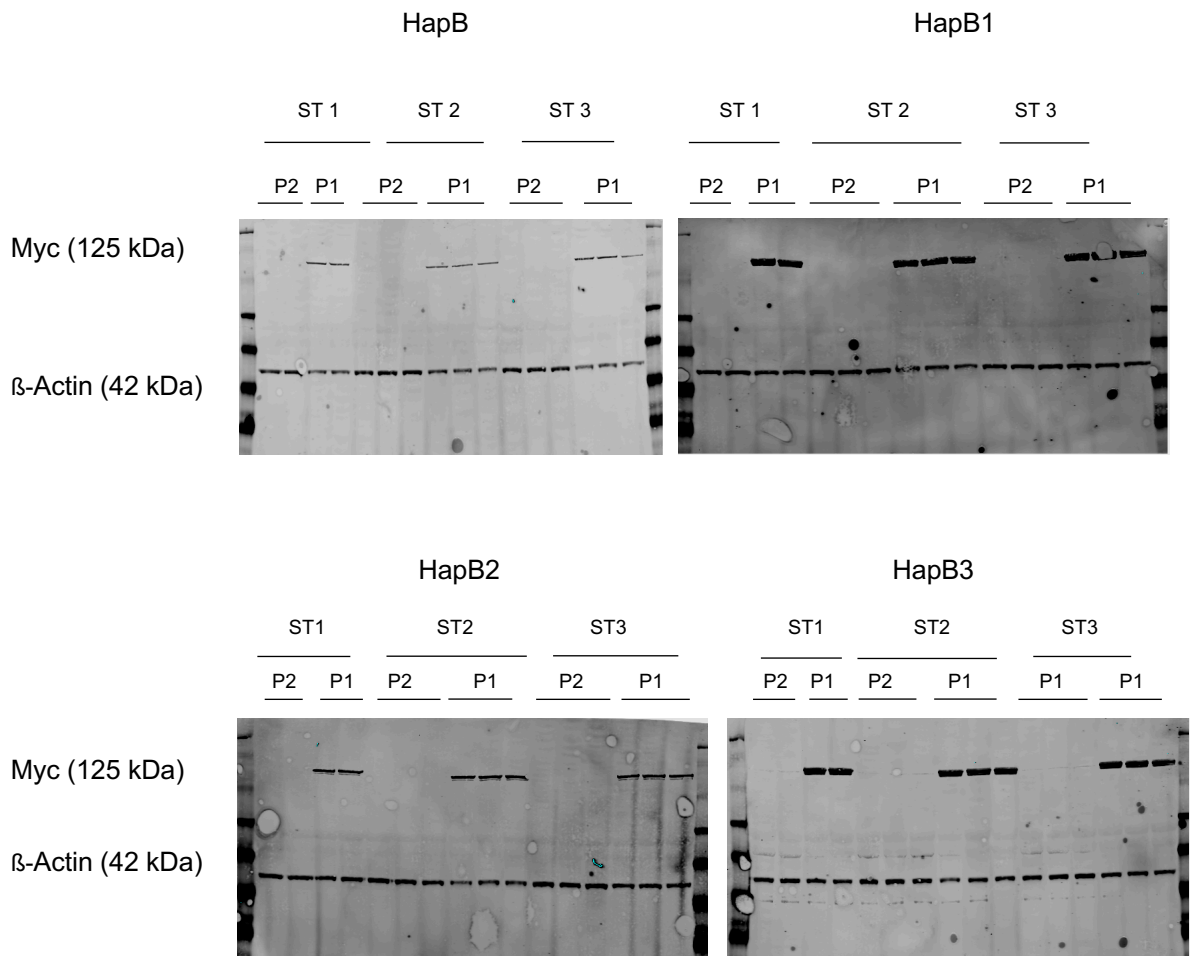 HapB HapB1
ST 1 ST 2 ST 3 ST 1 ST 2 ST 3
P2 P1 P2 P1 P2 P1 P2 P1 P2 P1 P2 P1
Myc (125 kDa)
ß-Actin (42 kDa)
HapB2 HapB3
ST1 ST2 ST3 ST1 ST2 ST3
P2 P1 P2 P1 P2 P1 P2 P1 P2 P1 P1 P1
Myc (125 kDa)
ß-Actin (42 kDa)